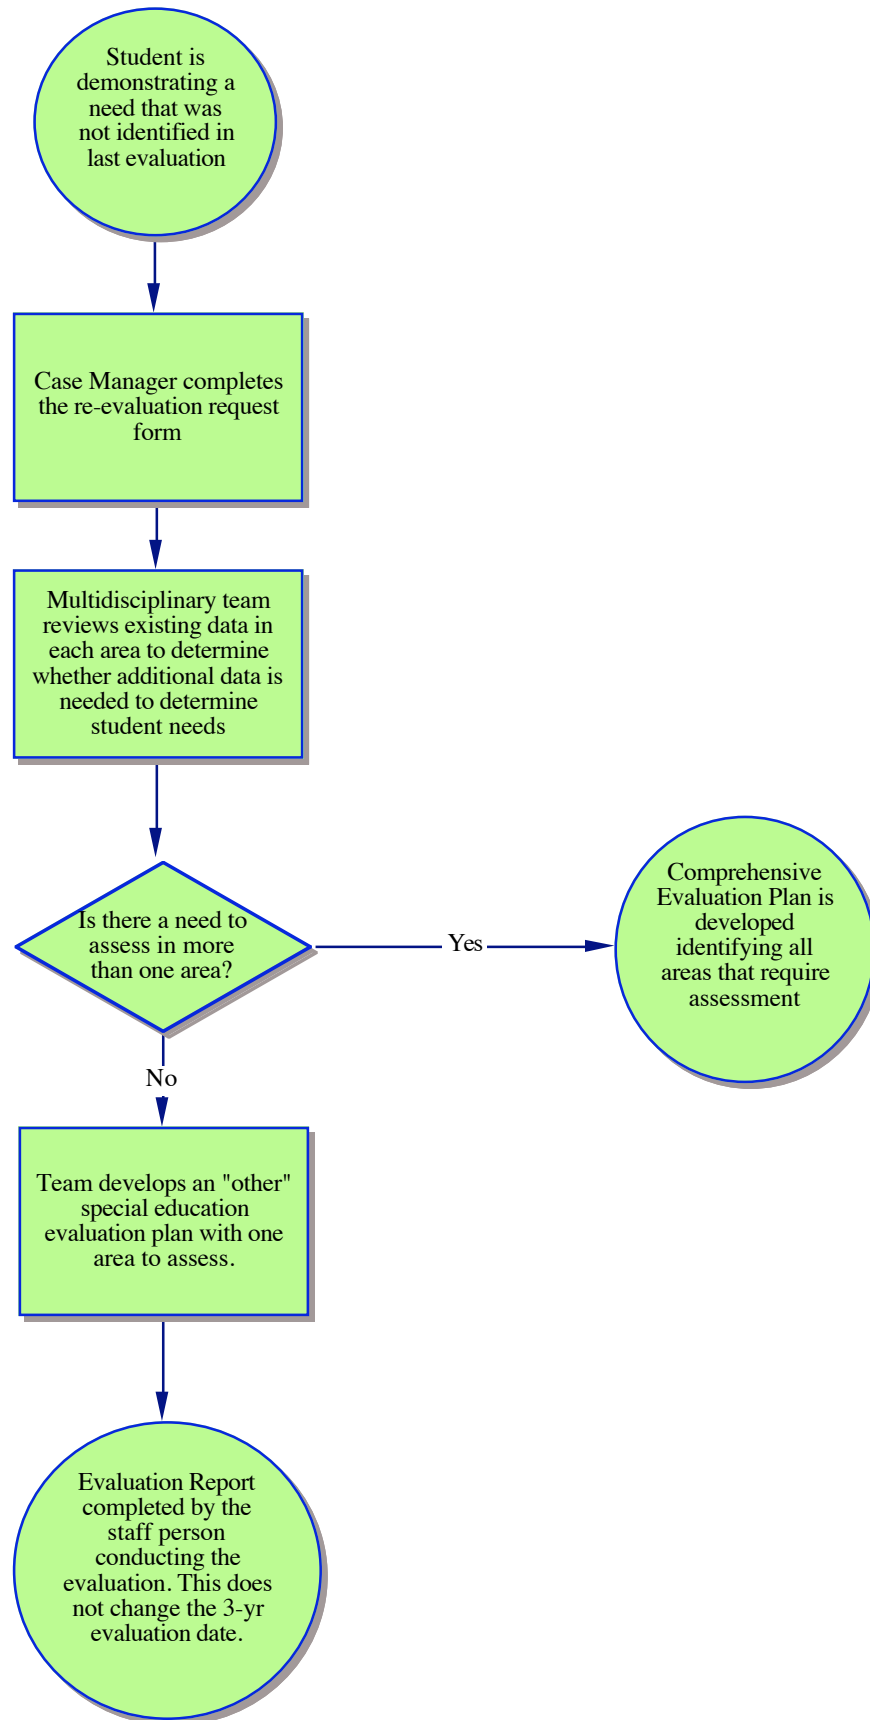 Student is
demonstrating a
need that was
not identified in
last evaluation
Case Manager completes
the re-evaluation request
form
Multidisciplinary team
reviews existing data in
each area to determine
whether additional data is
needed to determine
student needs
Is there a need to
assess in more
than one area?
Yes
Comprehensive
Evaluation Plan is
developed
identifying all
areas that require
assessment
No
Team develops an "other"
special education
evaluation plan with one
area to assess.
Evaluation Report
completed by the
staff person
conducting the
evaluation. This does
not change the 3-yr
evaluation date.